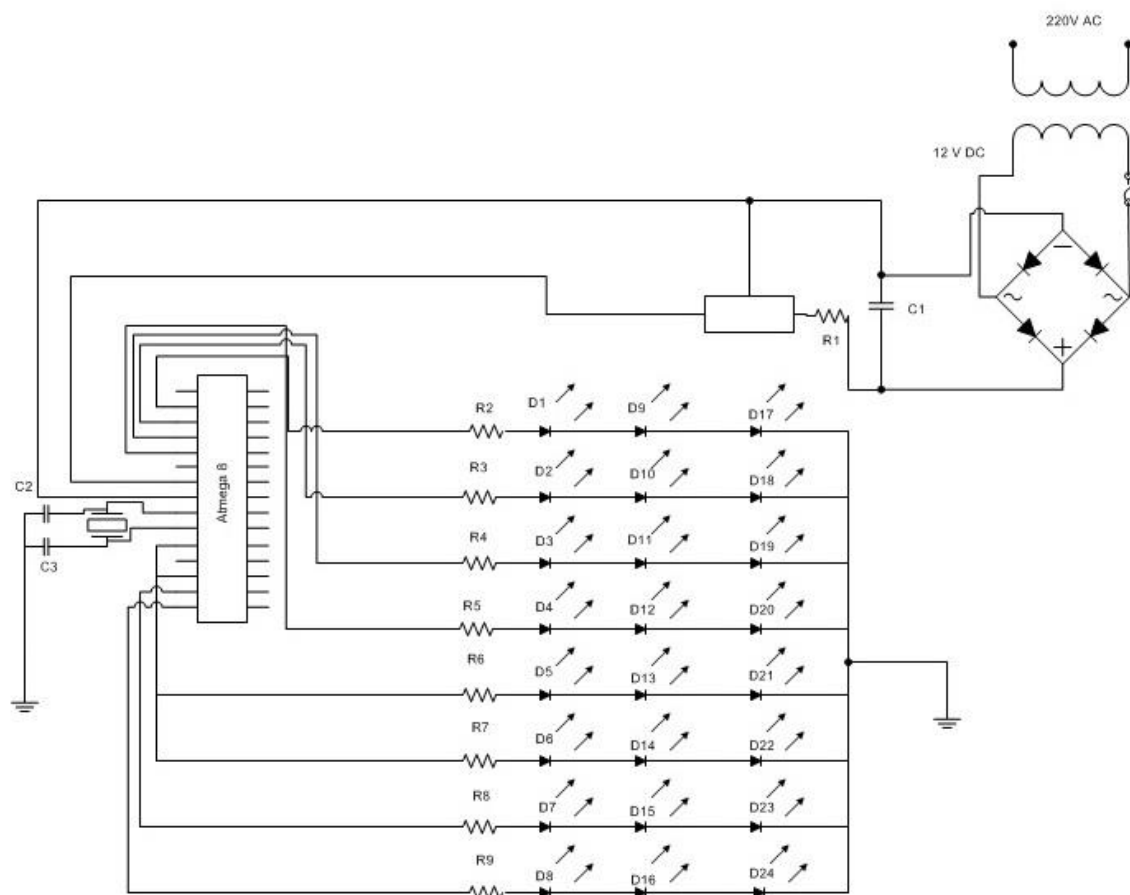 220V AC
12 V DC
C1
R1
Atmega 8
C2
C3
R2 D1 D9 D17
R3 D2 D10 D18
R4 D3 D11 D19
R5 D4 D12 D20
R6 D5 D13 D21
R7 D6 D14 D22
R8 D7 D15 D23
R9 D8 D16 D24